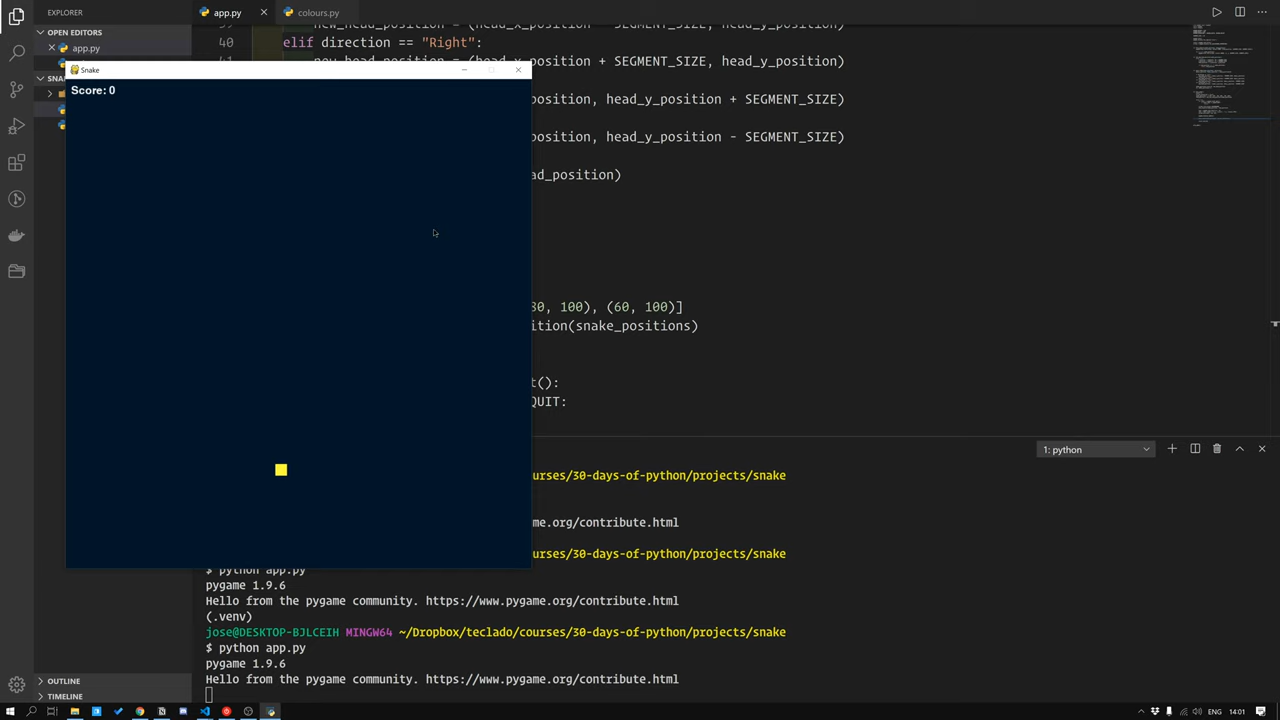 EXPLORER
app.py
colours.py
OPEN EDITORS
app.py
40
elif direction == "Right":
SEGMENT_SIZE, head_y_position)
Snake
Score: 0
position, head_y_position + SEGMENT_SIZE)
position, head_y_position - SEGMENT_SIZE)
ad_position)
80, 100), (60, 100)]
ition(snake_positions)
t():
QUIT:
1: python
urses/30-days-of-python/projects/snake
me.org/contribute.html
urses/30-days-of-python/projects/snake
$ python app.py
pygame 1.9.6
Hello from the pygame community. https://www.pygame.org/contribute.html
(.venv)
jose@DESKTOP-BJLCEIH MINGW64 ~/Dropbox/teclado/courses/30-days-of-python/projects/snake
$ python app.py
pygame 1.9.6
Hello from the pygame community. https://www.pygame.org/contribute.html
OUTLINE
TIMELINE
ENG
14:01